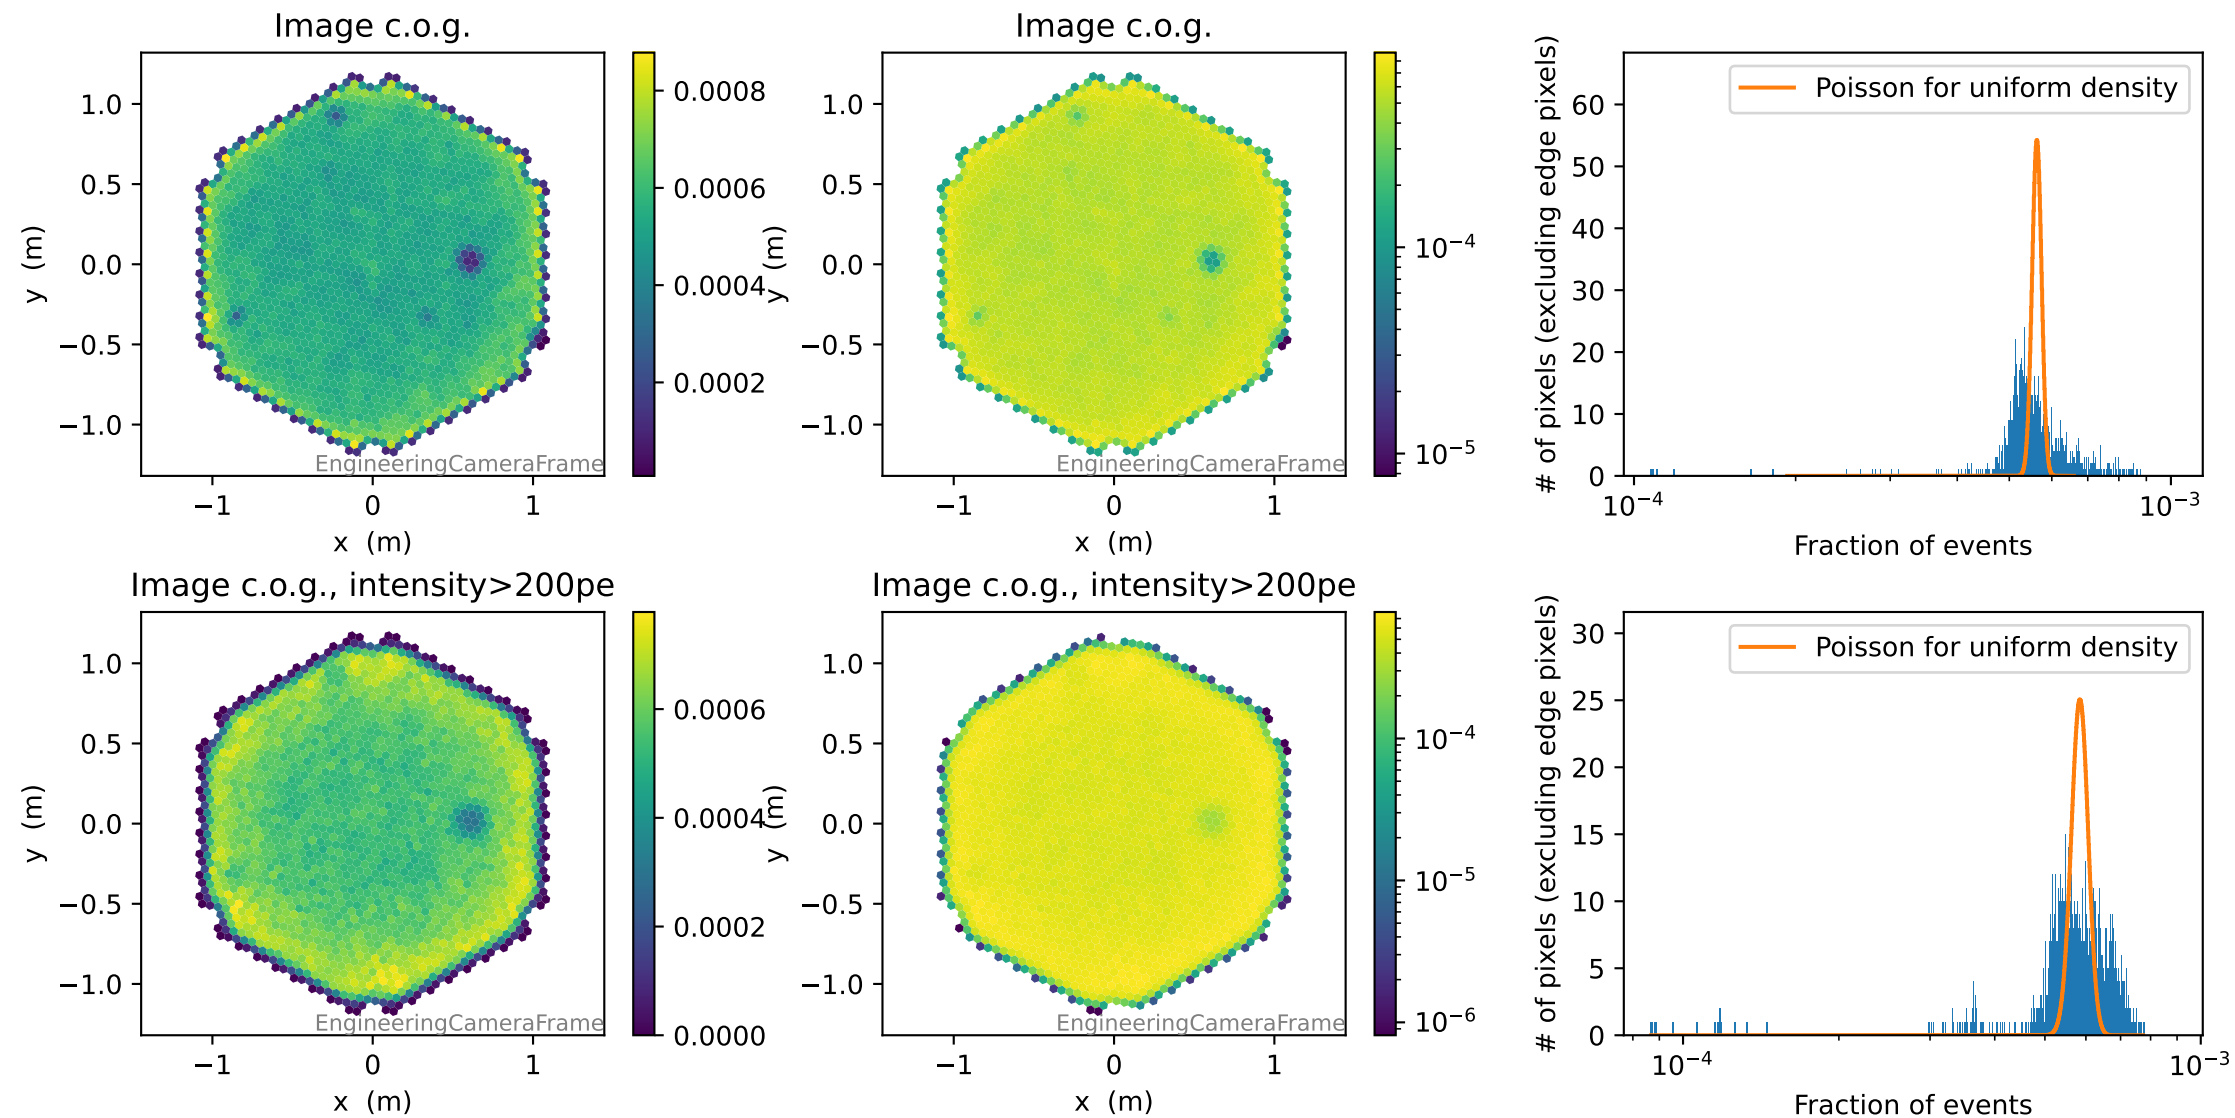 Image c.o.g.
1.0
0.5
0.0
−0.5
−1.0
y (m)
−1
0
1
x (m)
EngineeringCameraFrame
0.0008
0.0006
0.0004
0.0002
Image c.o.g.
1.0
0.5
0.0
−0.5
−1.0
y (m)
−1
0
1
x (m)
EngineeringCameraFrame
10−4
10−5
# of pixels (excluding edge pixels)
60
50
40
30
20
10
0
Poisson for uniform density
10−4
10−3
Fraction of events
Image c.o.g., intensity>200pe
1.0
0.5
0.0
−0.5
−1.0
y (m)
−1
0
1
x (m)
EngineeringCameraFrame
0.0006
0.0004
0.0002
0.0000
Image c.o.g., intensity>200pe
1.0
0.5
0.0
−0.5
−1.0
y (m)
−1
0
1
x (m)
EngineeringCameraFrame
10−4
10−5
10−6
# of pixels (excluding edge pixels)
30
25
20
15
10
5
0
Poisson for uniform density
10−4
10−3
Fraction of events